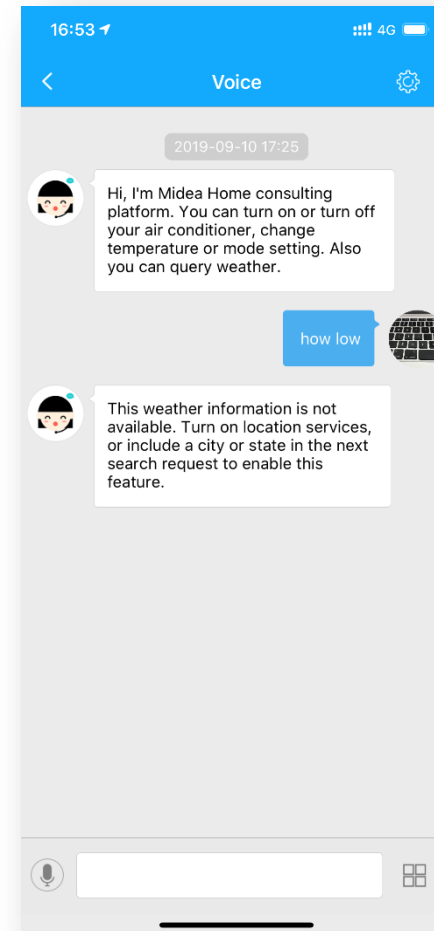 16:53
4G
Voice
2019-09-10 17:25
Hi, I'm Midea Home consulting
platform. You can turn on or turn off
your air conditioner, change
temperature or mode setting. Also
you can query weather.
how low
This weather information is not
available. Turn on location services,
or include a city or state in the next
search request to enable this
feature.